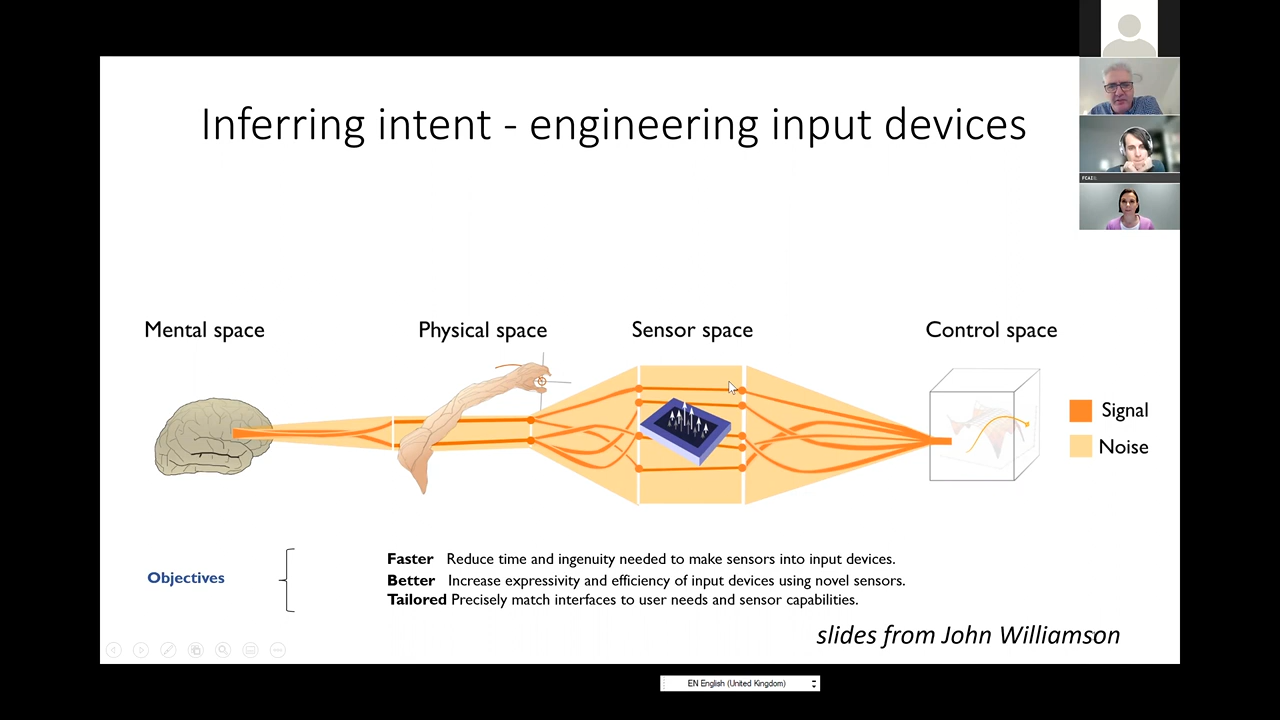 Inferring intent - engineering input devices
FCAI
Mental space
Physical space
Sensor space
Control space
Signal
Noise
Objectives
Faster Reduce time and ingenuity needed to make sensors into input devices.
Better Increase expressivity and efficiency of input devices using novel sensors.
Tailored Precisely match interfaces to user needs and sensor capabilities.
slides from John Williamson
EN English (United Kingdom)